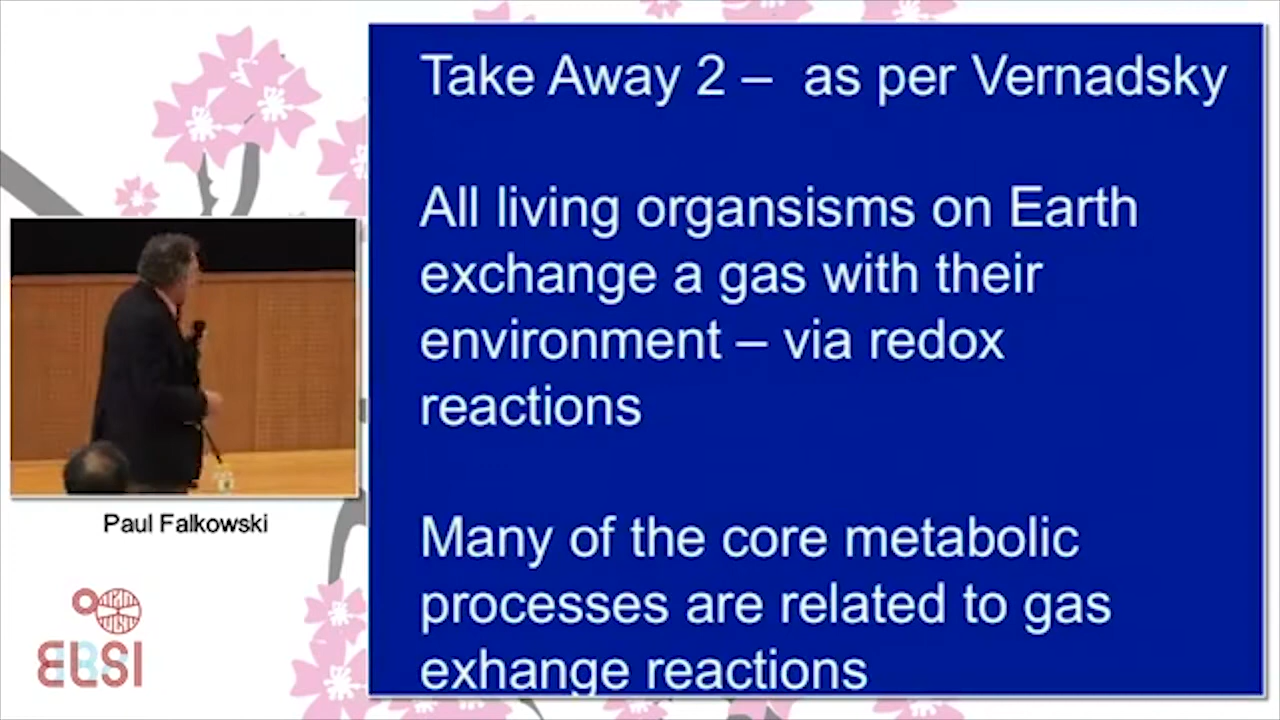 Take Away 2 – as per Vernadsky
All living organsisms on Earth
exchange a gas with their
environment – via redox
reactions
Many of the core metabolic
processes are related to gas
exhange reactions
Paul Falkowski
ELSI